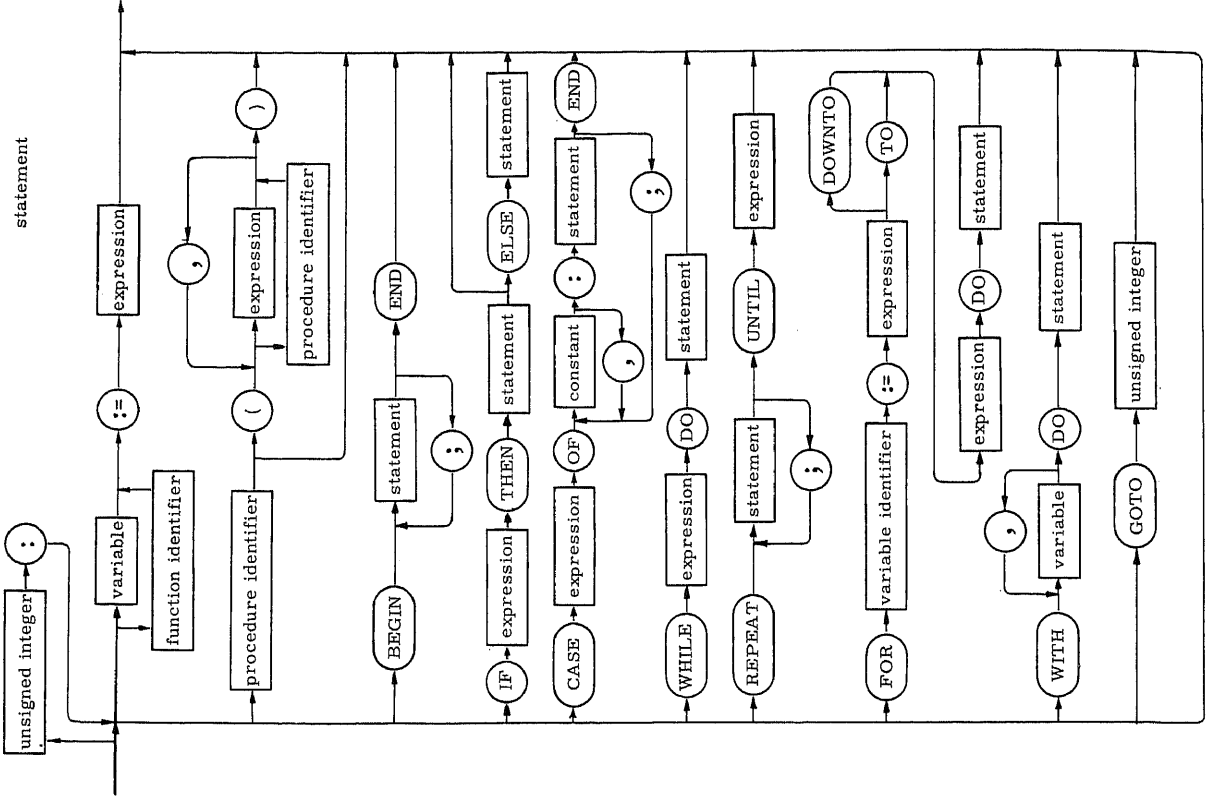 statement
unsigned integer
:
variable
function identifier
:=
expression
procedure identifier
(
expression
procedure identifier
,
)
BEGIN
statement
;
END
IF
expression
THEN
statement
ELSE
statement
CASE
expression
OF
constant
,
:
statement
;
END
WHILE
expression
DO
statement
REPEAT
statement
;
UNTIL
expression
FOR
variable identifier
:=
expression
DOWNTO
TO
expression
DO
statement
WITH
variable
,
DO
statement
GOTO
unsigned integer